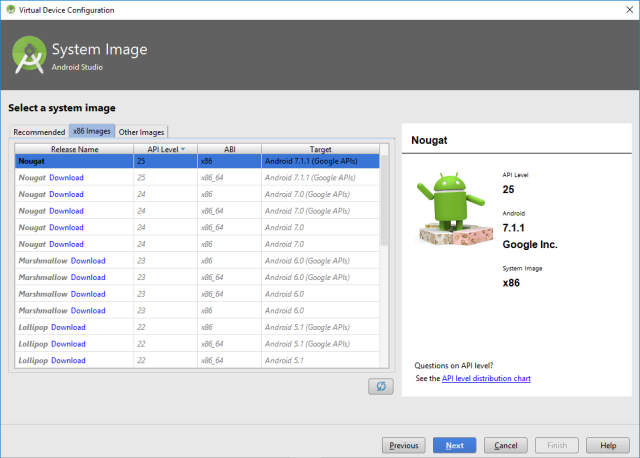 Virtual Device Configuration
System Image
Android Studio
Select a system image
Recommended x86 Images Other Images
Release Name API Level ABI Target
Nougat 25 x86 Android 7.1.1 (Google APIs)
Nougat Download 25 x86_64 Android 7.1.1 (Google APIs)
Nougat Download 24 x86 Android 7.0 (Google APIs)
Nougat Download 24 x86_64 Android 7.0 (Google APIs)
Nougat Download 24 x86_64 Android 7.0
Nougat Download 24 x86 Android 7.0
Marshmallow Download 23 x86 Android 6.0 (Google APIs)
Marshmallow Download 23 x86_64 Android 6.0 (Google APIs)
Marshmallow Download 23 x86_64 Android 6.0
Marshmallow Download 23 x86 Android 6.0
Lollipop Download 22 x86 Android 5.1 (Google APIs)
Lollipop Download 22 x86_64 Android 5.1 (Google APIs)
Lollipop Download 22 x86_64 Android 5.1
Nougat
API Level
25
Android
7.1.1
Google Inc.
System Image
x86
Questions on API level?
See the API level distribution chart
Previous Next Cancel Finish Help